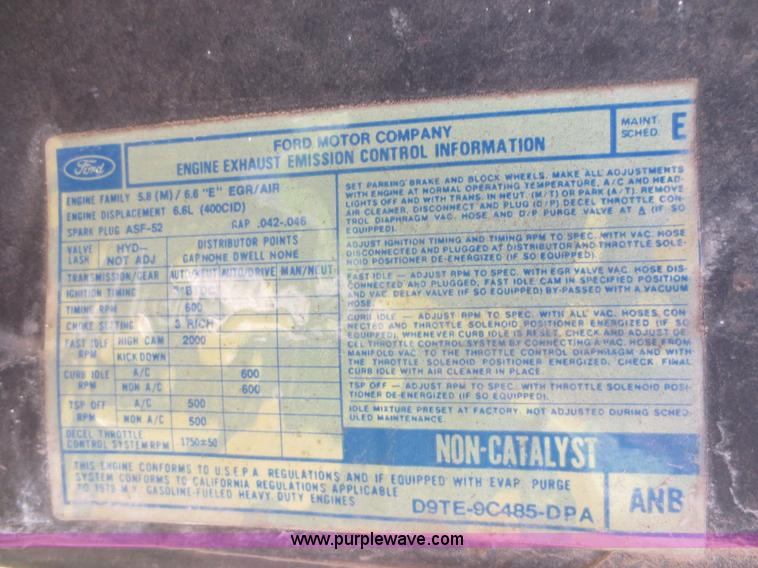 Ford
FORD MOTOR COMPANY
ENGINE EXHAUST EMISSION CONTROL INFORMATION
MAINT. SCHED. E
ENGINE FAMILY 5.8 (M) / 6.6 "E" EGR/AIR
ENGINE DISPLACEMENT 6.6L (400CID)
SPARK PLUG ASF-52 GAP .042-.046
VALVE LASH HYD– NOT ADJ DISTRIBUTOR POINTS
GAP NONE DWELL NONE
TRANSMISSION/GEAR AUTO/NEUT AUTO/DRIVE MAN/NEUT
IGNITION TIMING BTDC
TIMING RPM 600
CHOKE SETTING 3 RICH
FAST IDLE RPM HIGH CAM 2000
KICKDOWN
CURB IDLE RPM A/C 600
NON A/C 600
TSP OFF RPM A/C 500
NON A/C 500
DECEL THROTTLE
CONTROL SYSTEM RPM 1750±50
SET PARKING BRAKE AND BLOCK WHEELS. MAKE ALL ADJUSTMENTS
WITH ENGINE AT NORMAL OPERATING TEMPERATURE, A/C AND HEAD-
LIGHTS OFF AND WITH TRANS. IN NEUT. (M/T) OR PARK (A/T). REMOVE
AIR CLEANER, DISCONNECT AND PLUG (D/P) DECEL THROTTLE CON-
TROL DIAPHRAGM VAC. HOSE AND D/P PURGE VALVE AT A (IF SO
EQUIPPED).
ADJUST IGNITION TIMING AND TIMING RPM TO SPEC. WITH VAC. HOSE
DISCONNECTED AND PLUGGED AT DISTRIBUTOR AND THROTTLE SOLE-
NOID POSITIONER DE-ENERGIZED (IF SO EQUIPPED).
FAST IDLE — ADJUST RPM TO SPEC. WITH EGR VALVE VAC. HOSE DIS-
CONNECTED AND PLUGGED, FAST IDLE CAM IN SPECIFIED POSITION
AND VAC. DELAY VALVE (IF SO EQUIPPED) BY-PASSED WITH A VACUUM
HOSE.
CURB IDLE — ADJUST RPM TO SPEC. WITH ALL VAC. HOSES, CON-
NECTED AND THROTTLE SOLENOID POSITIONER ENERGIZED (IF SO
EQUIPPED). WHENEVER CURB IDLE IS RESET, CHECK AND ADJUST DE-
CEL THROTTLE CONTROL SYSTEM BY CONNECTING A VAC. HOSE FROM
MANIFOLD VAC. TO THE THROTTLE CONTROL DIAPHRAGM AND WITH
THE THROTTLE SOLENOID POSITIONER ENERGIZED. CHECK FINAL
CURB IDLE WITH AIR CLEANER IN PLACE.
TSP OFF — ADJUST RPM TO SPEC. WITH THROTTLE SOLENOID POSI-
TIONER DE-ENERGIZED (IF SO EQUIPPED).
IDLE MIXTURE PRESET AT FACTORY. NOT ADJUSTED DURING SCHED-
ULED MAINTENANCE.
NON-CATALYST
THIS ENGINE CONFORMS TO U.S.E.P.A. REGULATIONS AND IF EQUIPPED WITH EVAP. PURGE
SYSTEM CONFORMS TO CALIFORNIA REGULATIONS APPLICABLE
TO 1979 M.Y. GASOLINE-FUELED HEAVY DUTY ENGINES
D9TE-9C485-DPA
ANB
www.purplewave.com